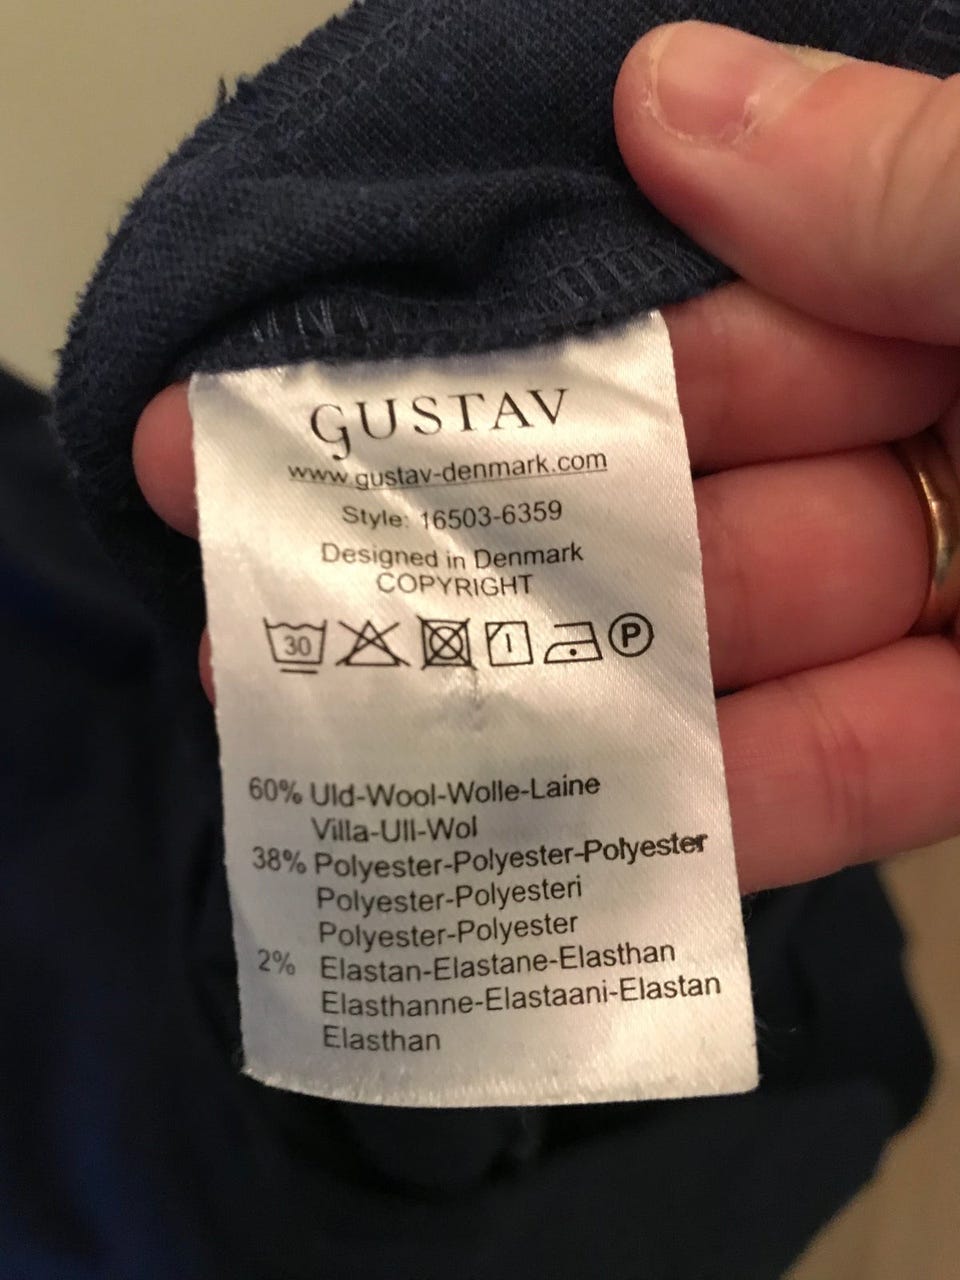 GUSTAV
www.gustav-denmark.com
Style: 16503-6359
Designed in Denmark
COPYRIGHT
30 P
60% Uld-Wool-Wolle-Laine
Villa-Ull-Wol
38% Polyester-Polyester-Polyester
Polyester-Polyesteri
Polyester-Polyester
2% Elastan-Elastane-Elasthan
Elasthanne-Elastaani-Elastan
Elasthan